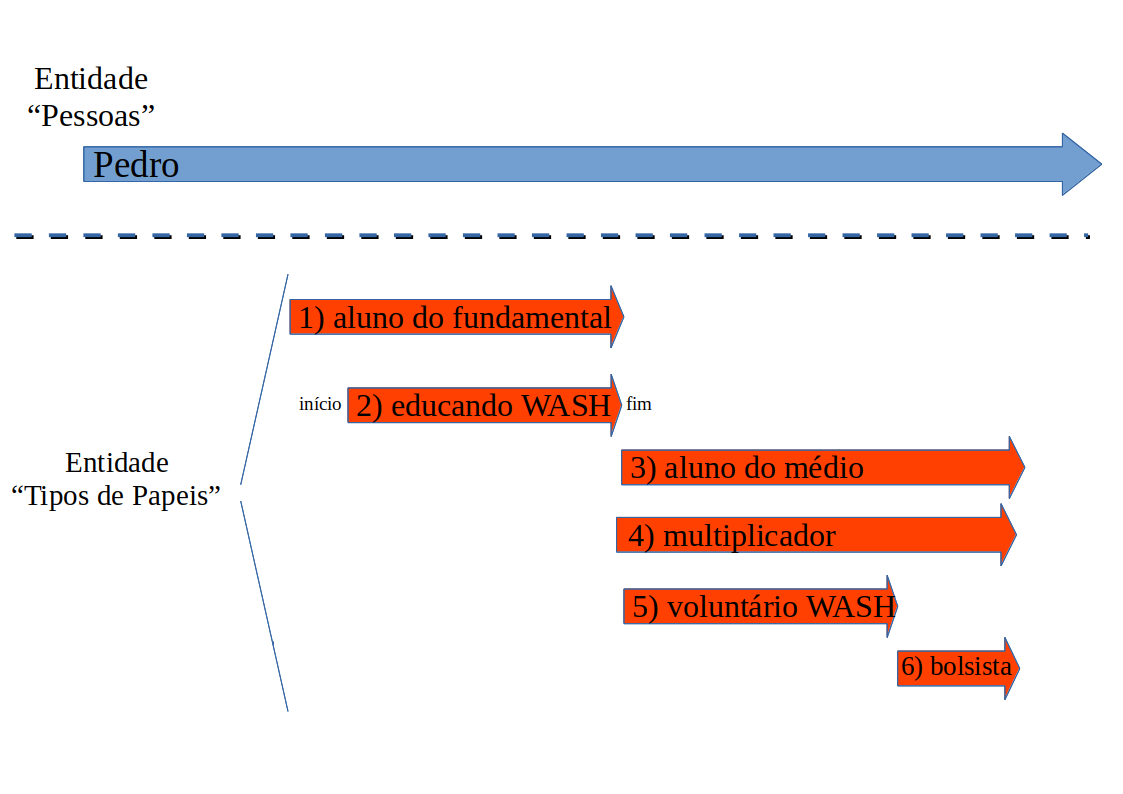 Entidade
“Pessoas”
Pedro
1) aluno do fundamental
início 2) educando WASH fim
3) aluno do médio
Entidade
“Tipos de Papeis”
4) multiplicador
5) voluntário WASH
6) bolsista